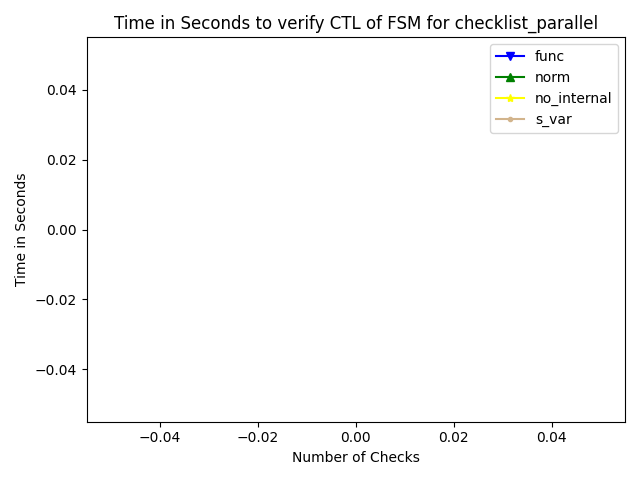 Time in Seconds to verify CTL of FSM for checklist_parallel
func
norm
no_internal
s_var
Time in Seconds
0.04
0.02
0.00
−0.02
−0.04
−0.04
−0.02
0.00
0.02
0.04
Number of Checks